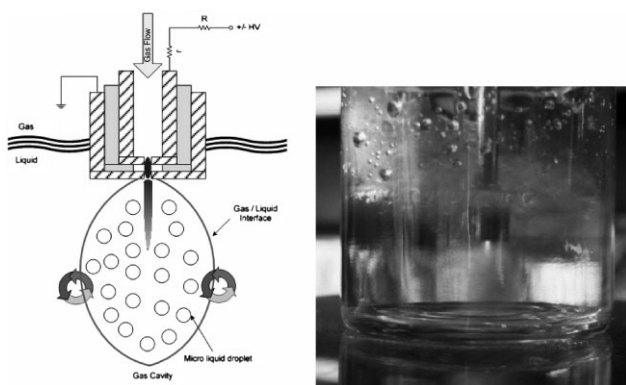 R
+/- HV
Gas Flow
r
Gas
Liquid
Gas / Liquid
Interface
Micro liquid droplet
Gas Cavity